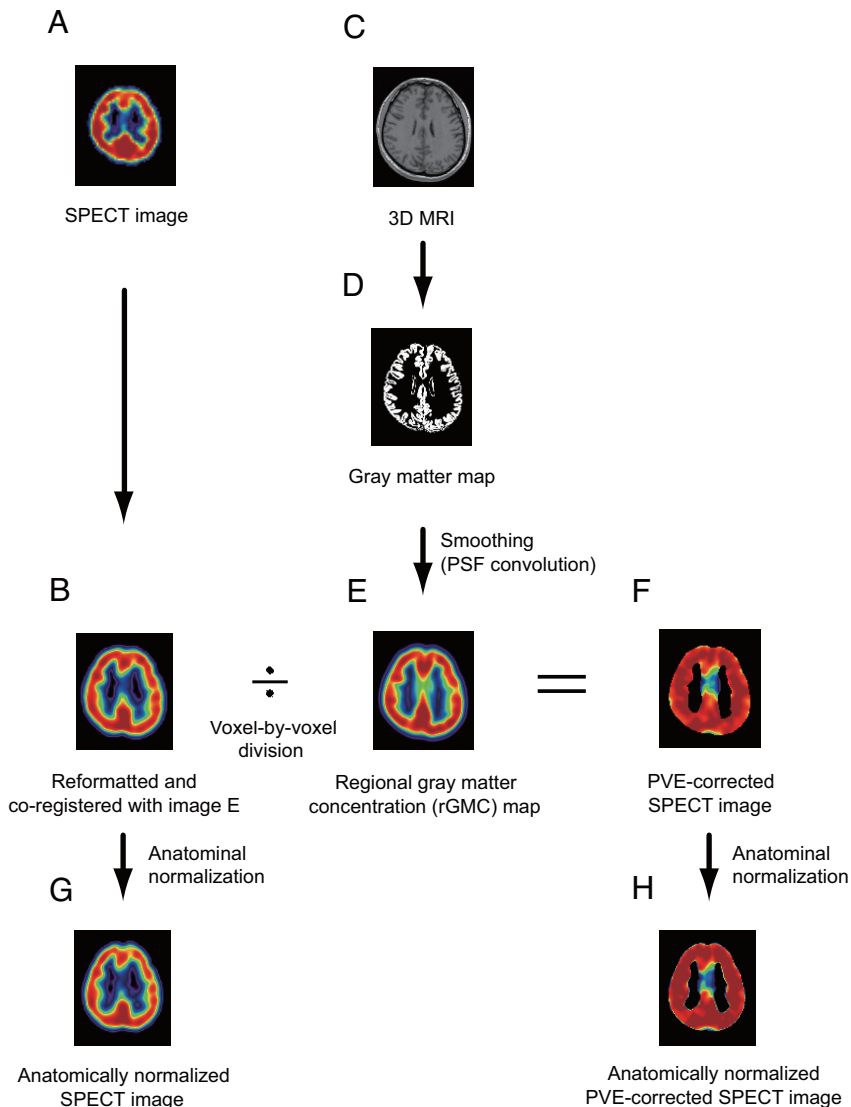 A
C
SPECT image
3D MRI
D
Gray matter map
Smoothing
(PSF convolution)
B
E
F
÷
=
Voxel-by-voxel
division
Reformatted and
co-registered with image E
Regional gray matter
concentration (rGMC) map
PVE-corrected
SPECT image
Anatominal
normalization
Anatominal
normalization
G
H
Anatomically normalized
SPECT image
Anatomically normalized
PVE-corrected SPECT image